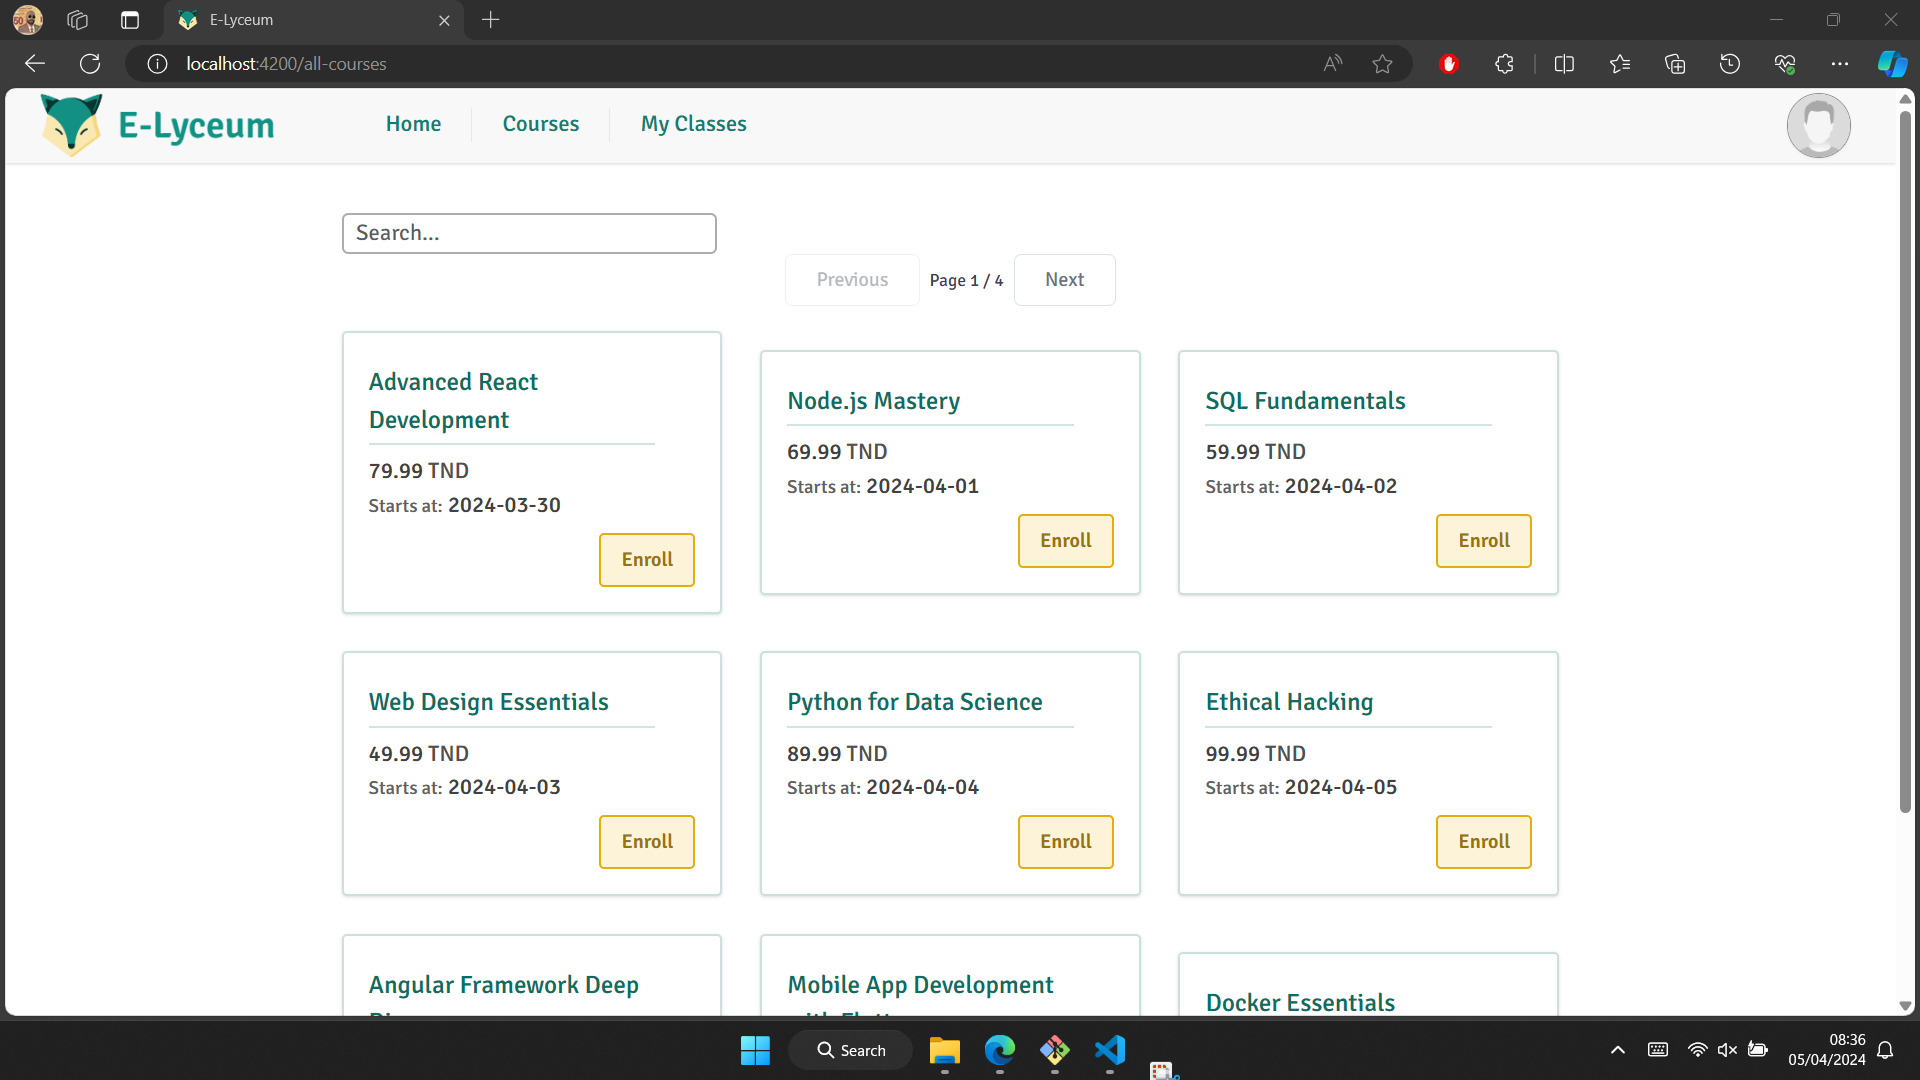 E-Lyceum
localhost:4200/all-courses
E-Lyceum
Home
Courses
My Classes
Search...
Previous
Page 1 / 4
Next
Advanced React
Development
79.99 TND
Starts at: 2024-03-30
Enroll
Node.js Mastery
69.99 TND
Starts at: 2024-04-01
Enroll
SQL Fundamentals
59.99 TND
Starts at: 2024-04-02
Enroll
Web Design Essentials
49.99 TND
Starts at: 2024-04-03
Enroll
Python for Data Science
89.99 TND
Starts at: 2024-04-04
Enroll
Ethical Hacking
99.99 TND
Starts at: 2024-04-05
Enroll
Angular Framework Deep
Mobile App Development
Docker Essentials
Search
08:36
05/04/2024